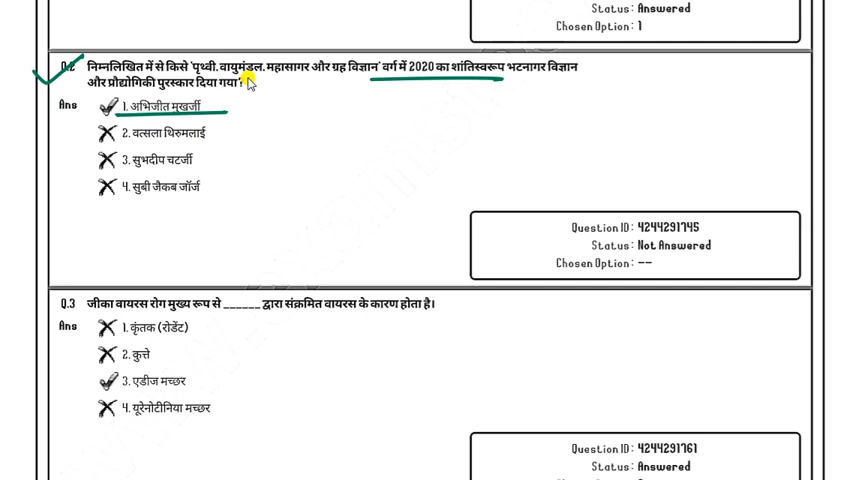 Status : Answered
Chosen Option : 1
Q.2 निम्नलिखित में से किसे 'पृथ्वी, वायुमंडल, महासागर और ग्रह विज्ञान' वर्ग में 2020 का शांतिस्वरूप भटनागर विज्ञान
और प्रौद्योगिकी पुरस्कार दिया गया?
Ans 1. अभिजीत मुखर्जी
2. वत्सला थिरुमलाई
3. सुभदीप चटर्जी
4. सुबी जैकब जॉर्ज
Question ID : 4244291745
Status : Not Answered
Chosen Option : --
Q.3 जीका वायरस रोग मुख्य रूप से ______ द्वारा संक्रमित वायरस के कारण होता है।
Ans 1. कृंतक (रोडेंट)
2. कुत्ते
3. एडीज मच्छर
4. यूरेनोटीनिया मच्छर
Question ID : 4244291761
Status : Answered